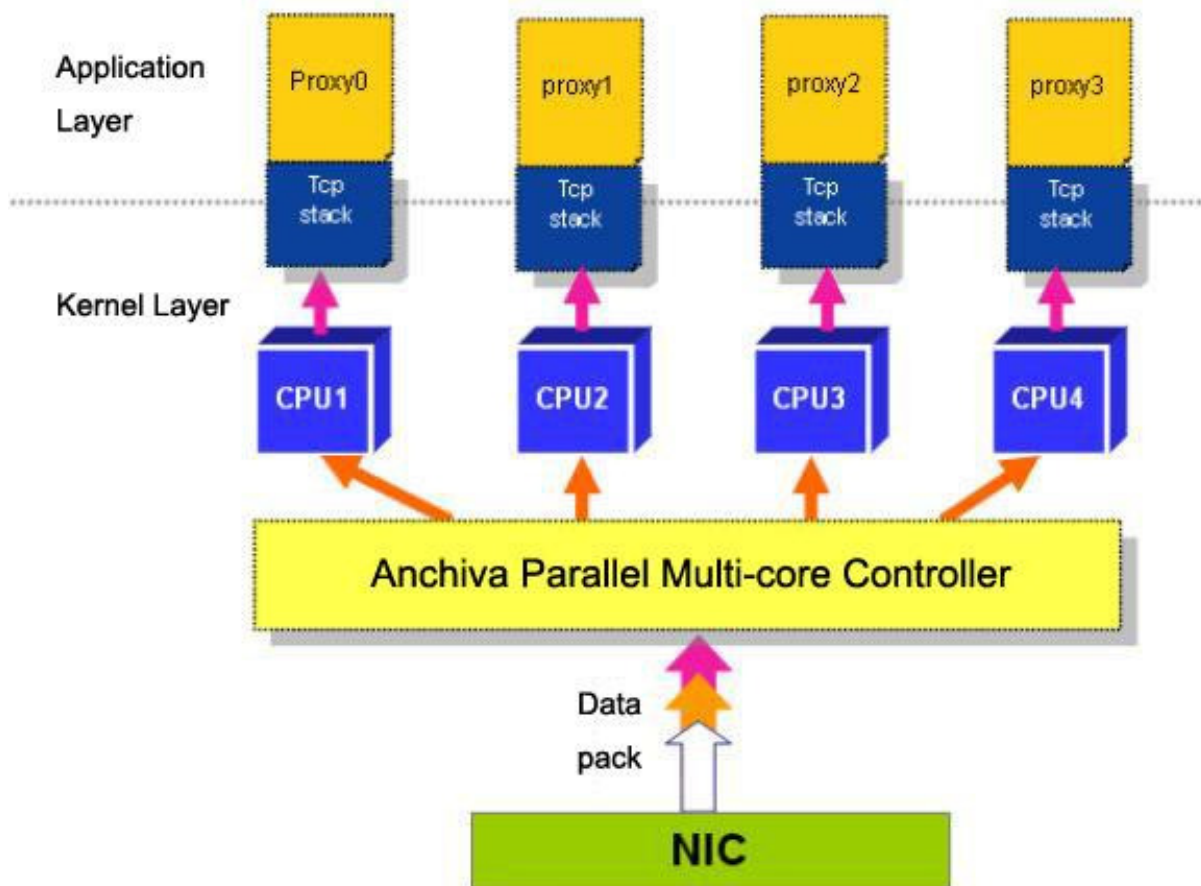 Application
Layer
Proxy0
proxy1
proxy2
proxy3
Tcp
stack
Tcp
stack
Tcp
stack
Tcp
stack
Kernel Layer
CPU1
CPU2
CPU3
CPU4
Anchiva Parallel Multi-core Controller
Data
pack
NIC